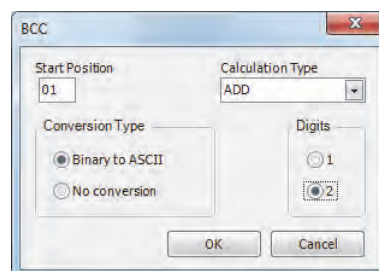 BCC
Start Position Calculation Type
01 ADD
Conversion Type Digits
Binary to ASCII 1
No conversion 2
OK Cancel